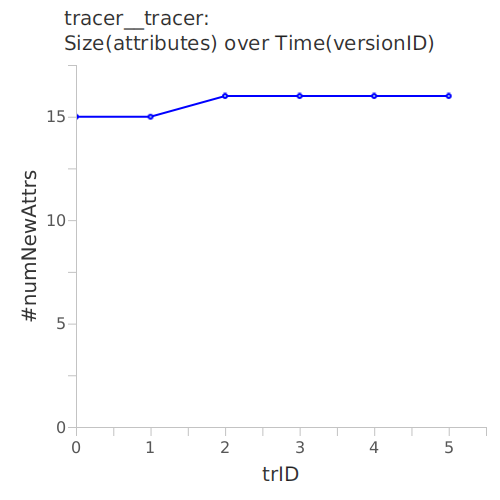 tracer__tracer:
Size(attributes) over Time(versionID)
#numNewAttrs
15
10
5
0
0 1 2 3 4 5
trID